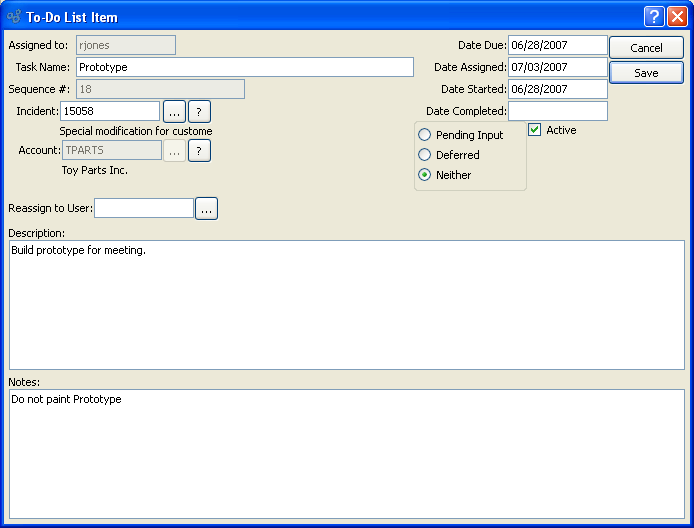 To-Do List Item
?
Assigned to: rjones Date Due: 06/28/2007 Cancel
Task Name: Prototype Date Assigned: 07/03/2007 Save
Sequence #: 18 Date Started: 06/28/2007
Incident: 15058 ... ? Date Completed:
Special modification for custome Pending Input Active
Account: TPARTS ... ? Deferred
Toy Parts Inc. Neither
Reassign to User: ...
Description:
Build prototype for meeting.
Notes:
Do not paint Prototype